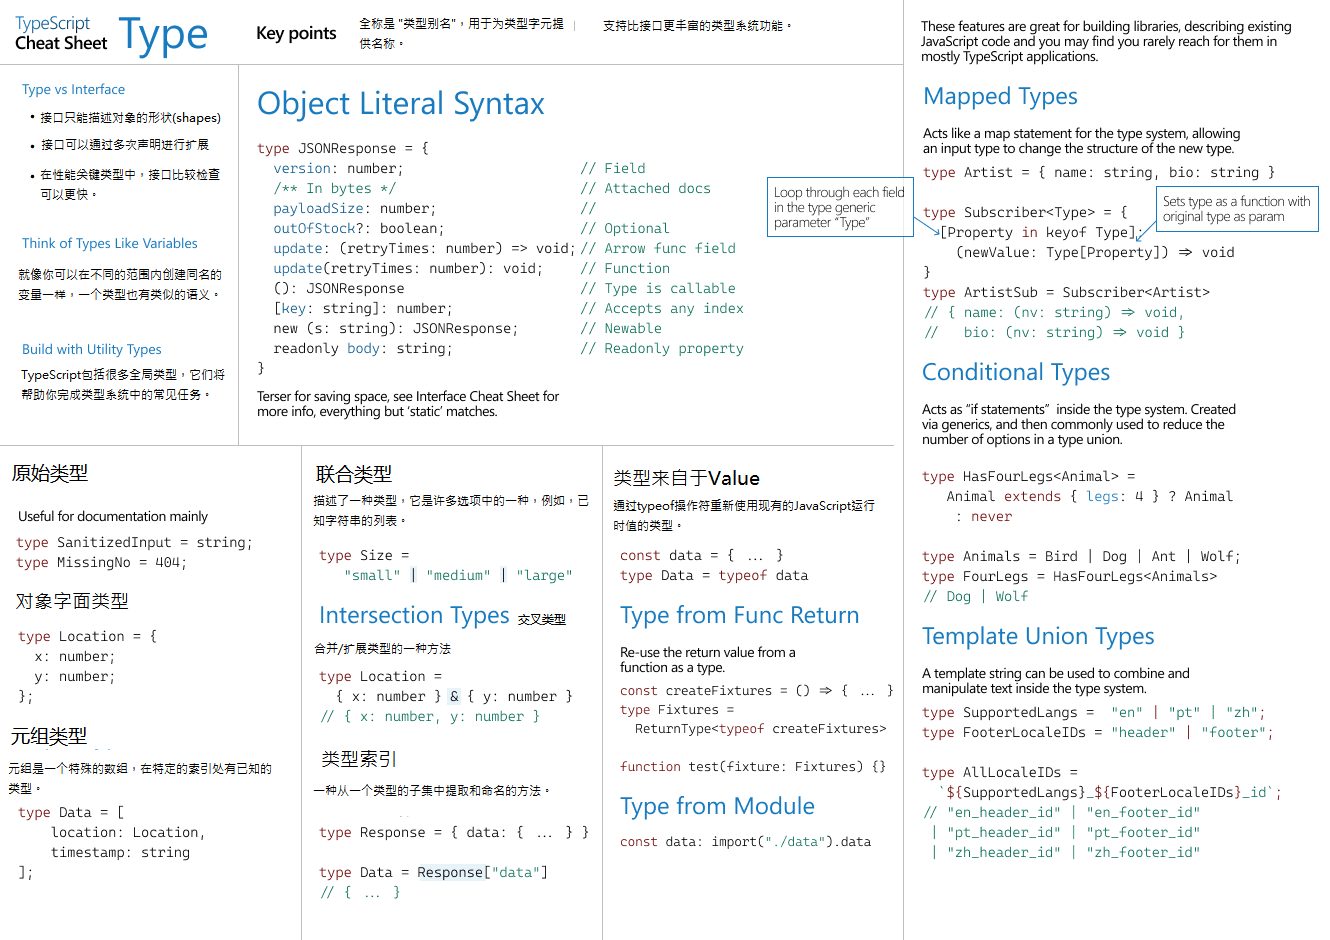 TypeScript
Cheat Sheet
Type
Key points
全称是 "类型别名"，用于为类型字元提
供名称。
支持比接口更丰富的类型系统功能。
Type vs Interface
• 接口只能描述对象的形状(shapes)
• 接口可以通过多次声明进行扩展
• 在性能关键类型中，接口比较检查
可以更快。
Think of Types Like Variables
就像你可以在不同的范围内创建同名的
变量一样，一个类型也有类似的语义。
Build with Utility Types
TypeScript包括很多全局类型，它们将
帮助你完成类型系统中的常见任务。
Object Literal Syntax
type JSONResponse = {
version: number; // Field
/** In bytes */ // Attached docs
payloadSize: number; //
outOfStock?: boolean; // Optional
update: (retryTimes: number) => void; // Arrow func field
update(retryTimes: number): void; // Function
(): JSONResponse // Type is callable
[key: string]: number; // Accepts any index
new (s: string): JSONResponse; // Newable
readonly body: string; // Readonly property
}
Terser for saving space, see Interface Cheat Sheet for
more info, everything but ‘static’ matches.
原始类型
Useful for documentation mainly
type SanitizedInput = string;
type MissingNo = 404;
对象字面类型
type Location = {
x: number;
y: number;
};
元组类型
元组是一个特殊的数组，在特定的索引处有已知的
类型。
type Data = [
location: Location,
timestamp: string
];
联合类型
描述了一种类型，它是许多选项中的一种，例如，已
知字符串的列表。
type Size =
"small" | "medium" | "large"
Intersection Types 交叉类型
合并/扩展类型的一种方法
type Location =
{ x: number } & { y: number }
// { x: number, y: number }
类型索引
一种从一个类型的子集中提取和命名的方法。
type Response = { data: { ... } }
type Data = Response["data"]
// { ... }
类型来自于Value
通过typeof操作符重新使用现有的JavaScript运行
时值的类型。
const data = { ... }
type Data = typeof data
Type from Func Return
Re-use the return value from a
function as a type.
const createFixtures = () => { ... }
type Fixtures =
ReturnType<typeof createFixtures>
function test(fixture: Fixtures) {}
Type from Module
const data: import("./data").data
These features are great for building libraries, describing existing
JavaScript code and you may find you rarely reach for them in
mostly TypeScript applications.
Mapped Types
Acts like a map statement for the type system, allowing
an input type to change the structure of the new type.
type Artist = { name: string, bio: string }
Loop through each field
in the type generic
parameter “Type”
Sets type as a function with
original type as param
type Subscriber<Type> = {
[Property in keyof Type]:
(newValue: Type[Property]) => void
}
type ArtistSub = Subscriber<Artist>
// { name: (nv: string) => void,
// bio: (nv: string) => void }
Conditional Types
Acts as “if statements” inside the type system. Created
via generics, and then commonly used to reduce the
number of options in a type union.
type HasFourLegs<Animal> =
Animal extends { legs: 4 } ? Animal
: never
type Animals = Bird | Dog | Ant | Wolf;
type FourLegs = HasFourLegs<Animals>
// Dog | Wolf
Template Union Types
A template string can be used to combine and
manipulate text inside the type system.
type SupportedLangs = "en" | "pt" | "zh";
type FooterLocaleIDs = "header" | "footer";
type AllLocaleIDs =
`${SupportedLangs}_${FooterLocaleIDs}_id`;
// "en_header_id" | "en_footer_id"
| "pt_header_id" | "pt_footer_id"
| "zh_header_id" | "zh_footer_id"